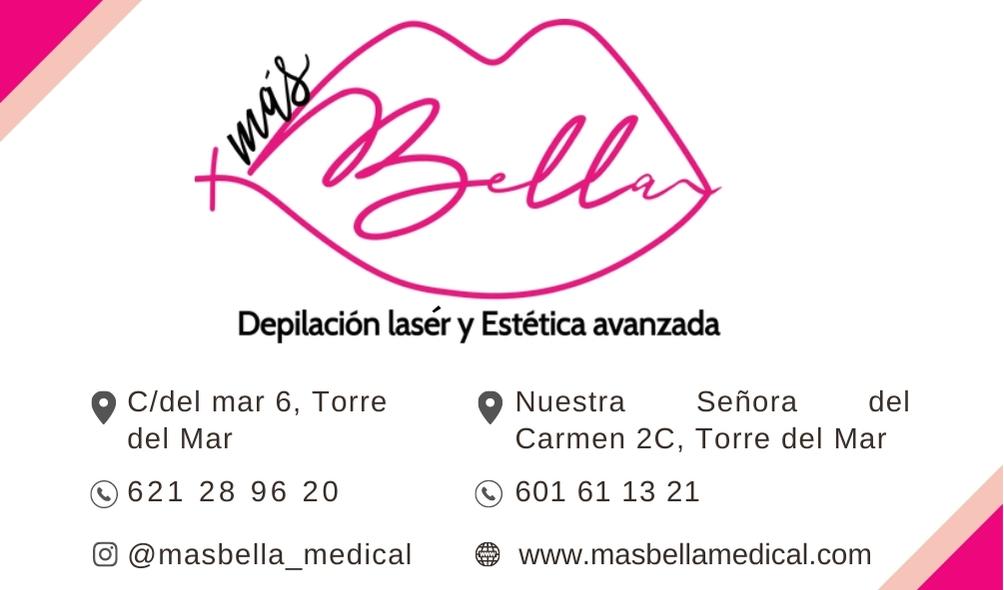 más
Bella
Depilación lasér y Estética avanzada
C/del mar 6, Torre
del Mar
621 28 96 20
@masbella_medical
Nuestra Señora del
Carmen 2C, Torre del Mar
601 61 13 21
www.masbellamedical.com